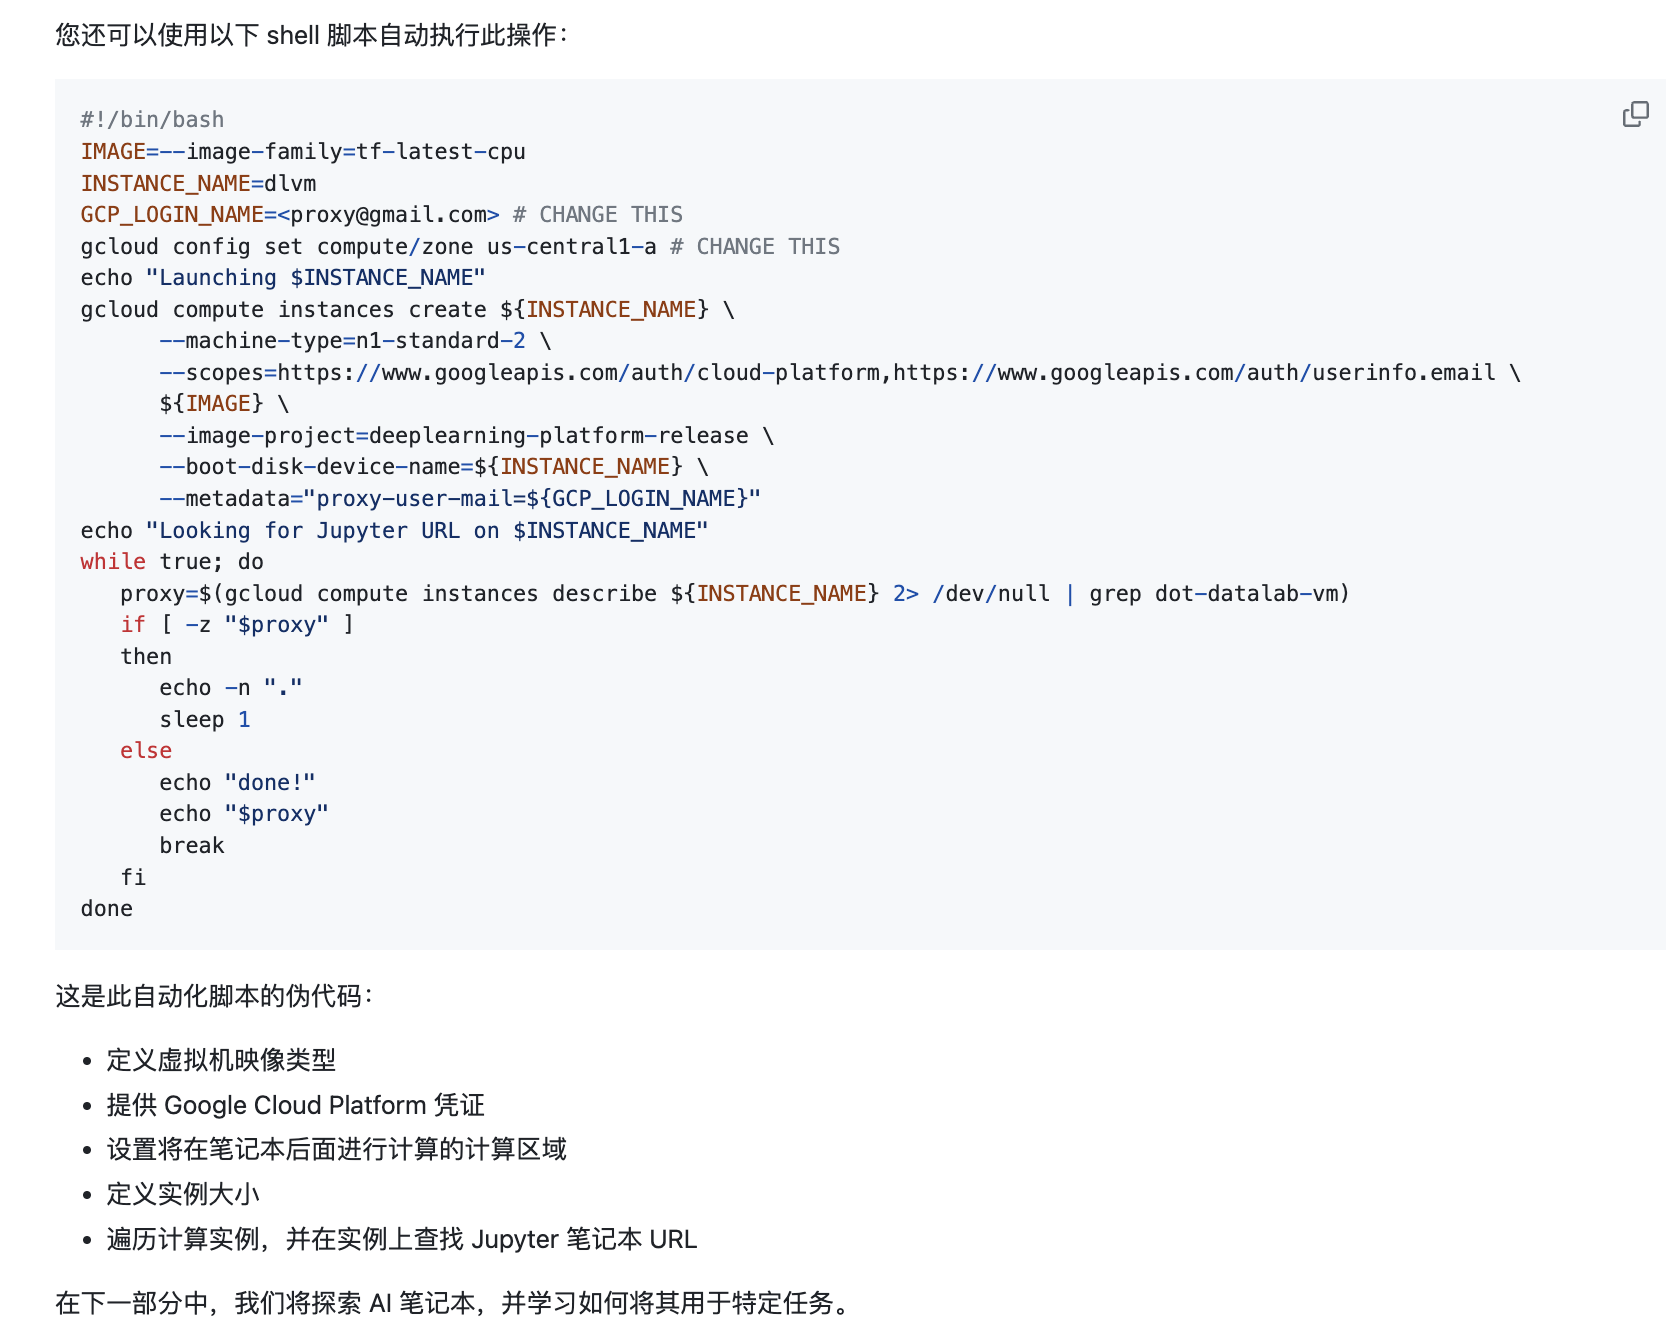 您还可以使用以下 shell 脚本自动执行此操作：
#!/bin/bash
IMAGE=--image-family=tf-latest-cpu
INSTANCE_NAME=dlvm
GCP_LOGIN_NAME=<proxy@gmail.com> # CHANGE THIS
gcloud config set compute/zone us-central1-a # CHANGE THIS
echo "Launching $INSTANCE_NAME"
gcloud compute instances create ${INSTANCE_NAME} \
      --machine-type=n1-standard-2 \
      --scopes=https://www.googleapis.com/auth/cloud-platform,https://www.googleapis.com/auth/userinfo.email \
      ${IMAGE} \
      --image-project=deeplearning-platform-release \
      --boot-disk-device-name=${INSTANCE_NAME} \
      --metadata="proxy-user-mail=${GCP_LOGIN_NAME}"
echo "Looking for Jupyter URL on $INSTANCE_NAME"
while true; do
   proxy=$(gcloud compute instances describe ${INSTANCE_NAME} 2> /dev/null | grep dot-datalab-vm)
   if [ -z "$proxy" ]
   then
      echo -n "."
      sleep 1
   else
      echo "done!"
      echo "$proxy"
      break
   fi
done
这是此自动化脚本的伪代码：
• 定义虚拟机映像类型
• 提供 Google Cloud Platform 凭证
• 设置将在笔记本后面进行计算的计算区域
• 定义实例大小
• 遍历计算实例，并在实例上查找 Jupyter 笔记本 URL
在下一部分中，我们将探索 AI 笔记本，并学习如何将其用于特定任务。